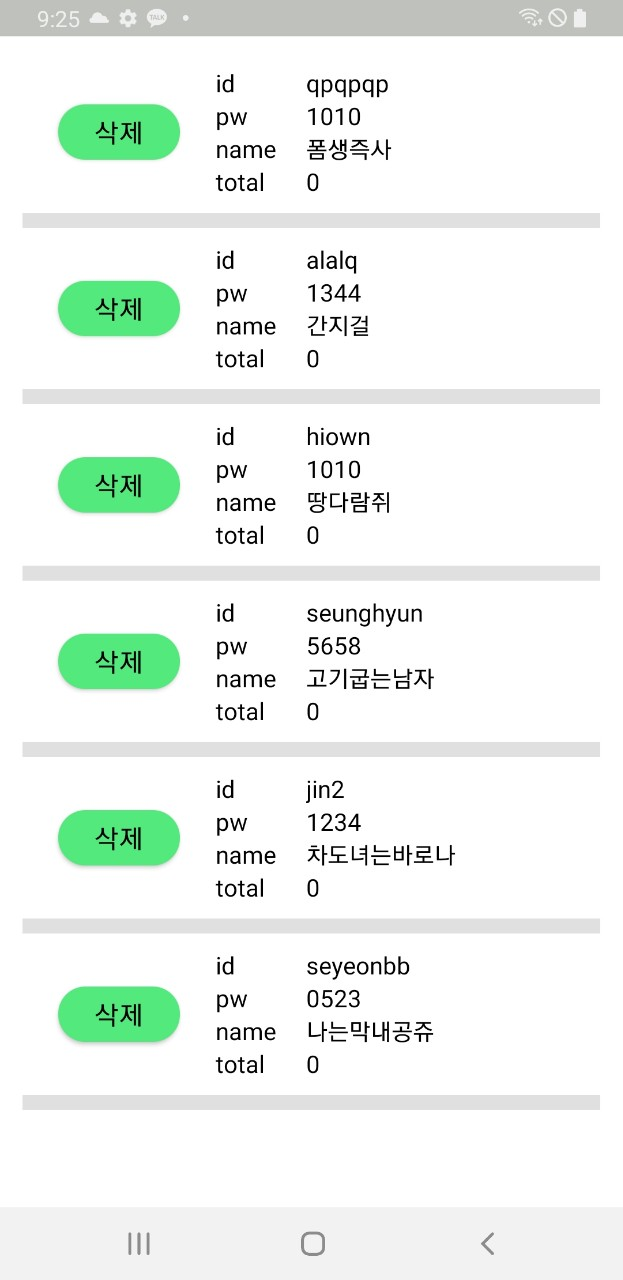 9:25
TALK
id qpqpqp
pw 1010
삭제
name 폼생즉사
total 0
id alalq
pw 1344
삭제
name 간지걸
total 0
id hiown
pw 1010
삭제
name 땅다람쥐
total 0
id seunghyun
pw 5658
삭제
name 고기굽는남자
total 0
id jin2
pw 1234
삭제
name 차도녀는바로나
total 0
id seyeonbb
pw 0523
삭제
name 나는막내공쥬
total 0